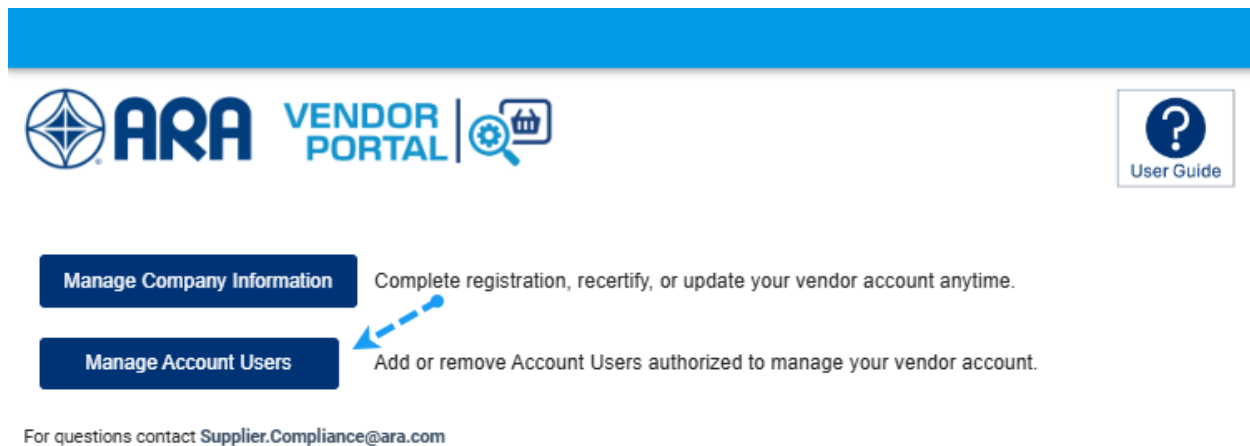 ARA
VENDOR
PORTAL
User Guide
Manage Company Information Complete registration, recertify, or update your vendor account anytime.
Manage Account Users Add or remove Account Users authorized to manage your vendor account.
For questions contact Supplier.Compliance@ara.com